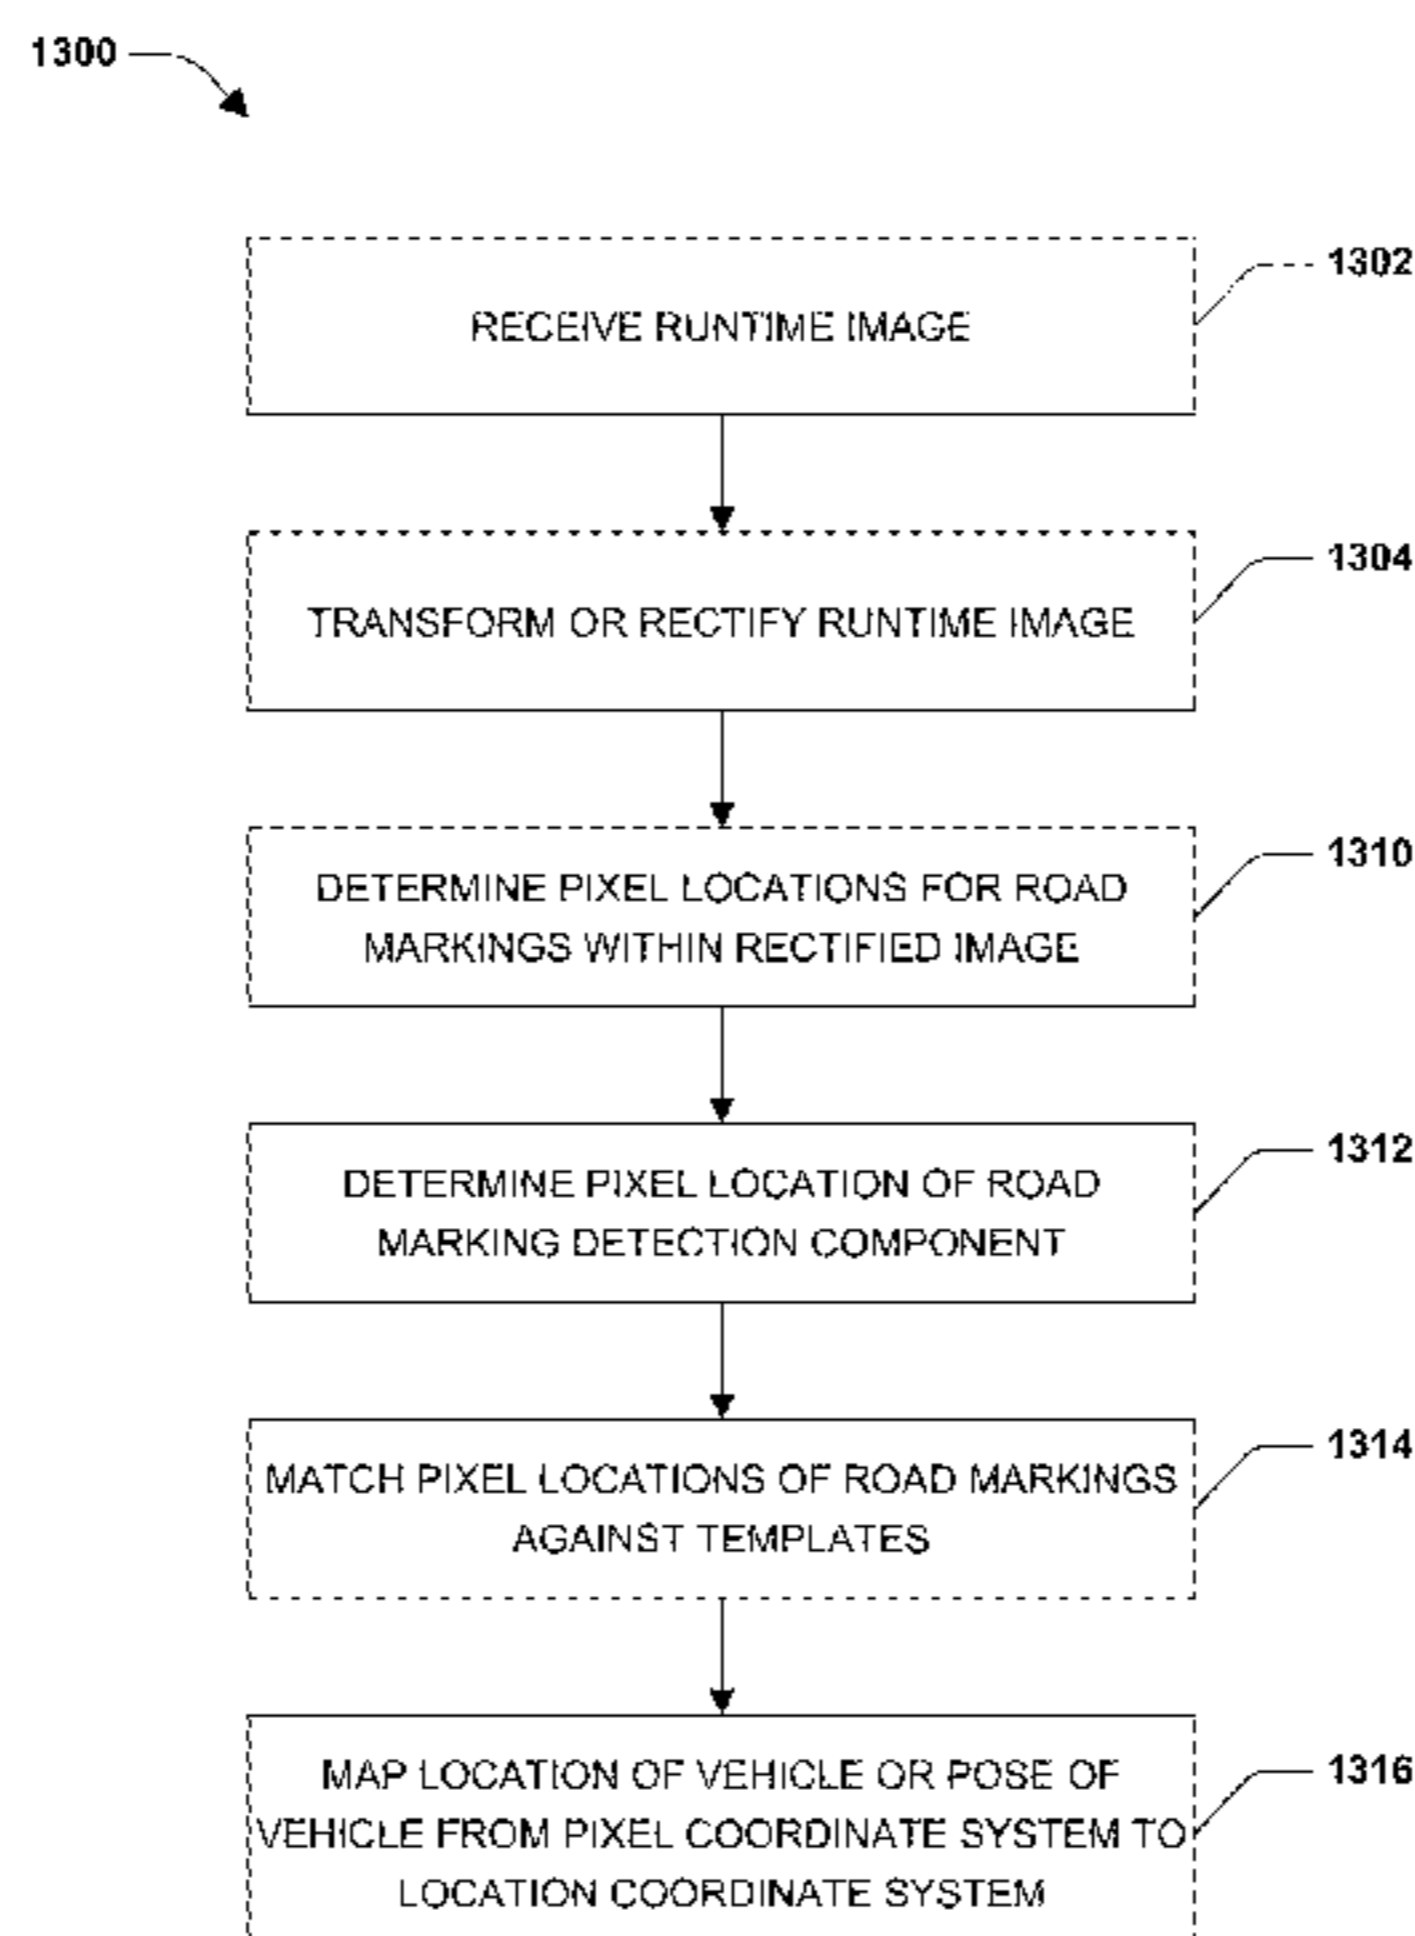 1300
RECEIVE RUNTIME IMAGE
1302
TRANSFORM OR RECTIFY RUNTIME IMAGE
1304
DETERMINE PIXEL LOCATIONS FOR ROAD
MARKINGS WITHIN RECTIFIED IMAGE
1310
DETERMINE PIXEL LOCATION OF ROAD
MARKING DETECTION COMPONENT
1312
MATCH PIXEL LOCATIONS OF ROAD MARKINGS
AGAINST TEMPLATES
1314
MAP LOCATION OF VEHICLE OR POSE OF
VEHICLE FROM PIXEL COORDINATE SYSTEM TO
LOCATION COORDINATE SYSTEM
1316